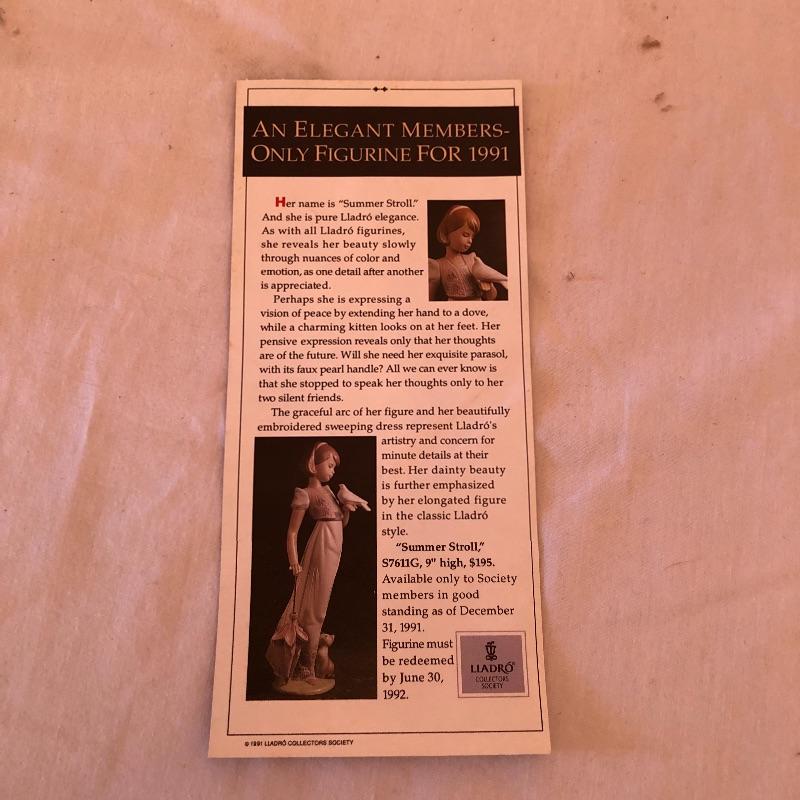 AN ELEGANT MEMBERS-
ONLY FIGURINE FOR 1991
Her name is “Summer Stroll.”
And she is pure Lladró elegance.
As with all Lladró figurines,
she reveals her beauty slowly
through nuances of color and
emotion, as one detail after another
is appreciated.
Perhaps she is expressing a
vision of peace by extending her hand to a dove,
while a charming kitten looks on at her feet. Her
pensive expression reveals only that her thoughts
are of the future. Will she need her exquisite parasol,
with its faux pearl handle? All we can ever know is
that she stopped to speak her thoughts only to her
two silent friends.
The graceful arc of her figure and her beautifully
embroidered sweeping dress represent Lladró's
artistry and concern for
minute details at their
best. Her dainty beauty
is further emphasized
by her elongated figure
in the classic Lladró
style.
“Summer Stroll,”
S7611G, 9" high, $195.
Available only to Society
members in good
standing as of December
31, 1991.
Figurine must
be redeemed
by June 30,
1992.
LLADRÓ®
COLLECTORS
SOCIETY
© 1991 LLADRÓ COLLECTORS SOCIETY